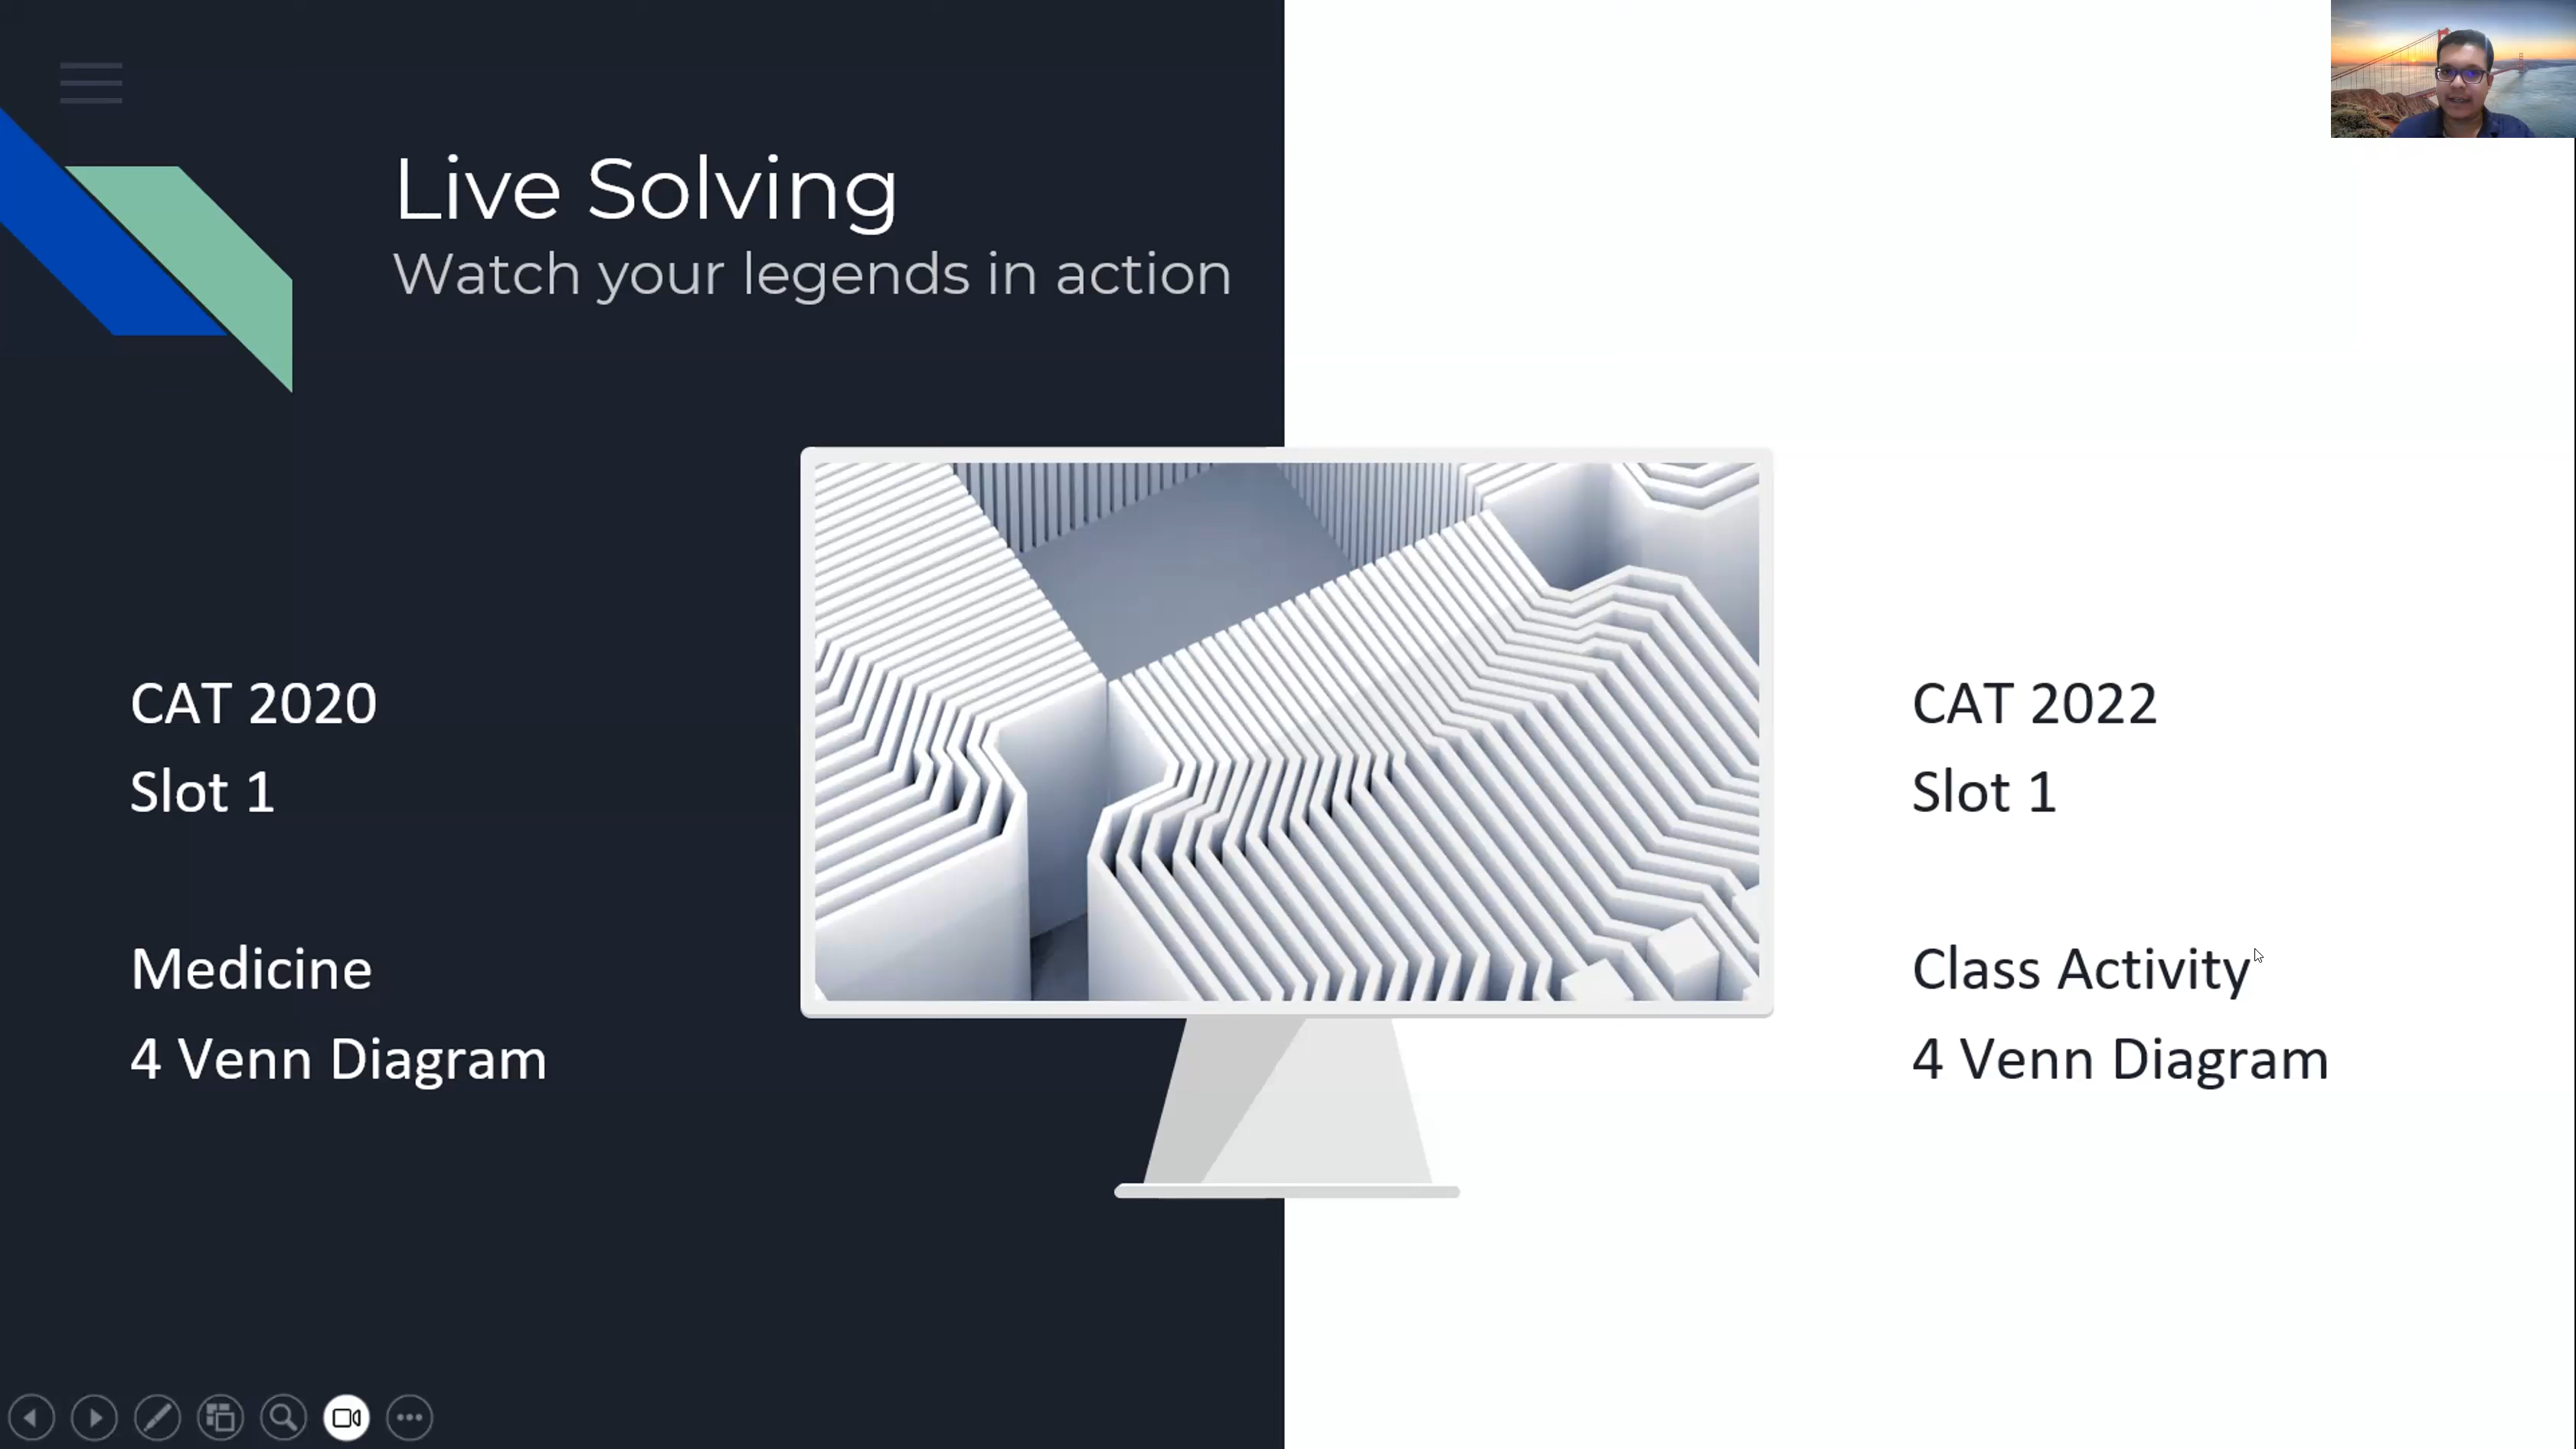 Live Solving
Watch your legends in action
CAT 2020
Slot 1
Medicine
4 Venn Diagram
CAT 2022
Slot 1
Class Activity
4 Venn Diagram